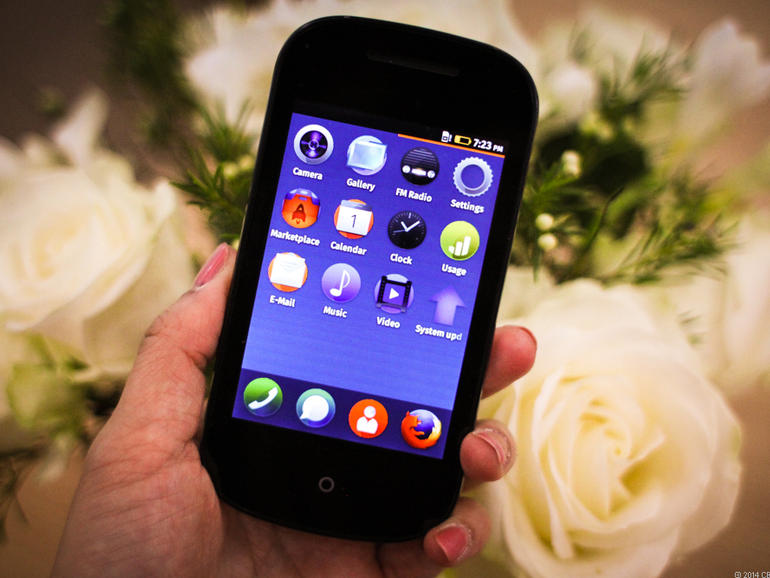 7:23 PM
Camera
Gallery
FM Radio
Settings
Marketplace
Calendar
1
Clock
Usage
E-Mail
Music
Video
System upd
© 2014 CB